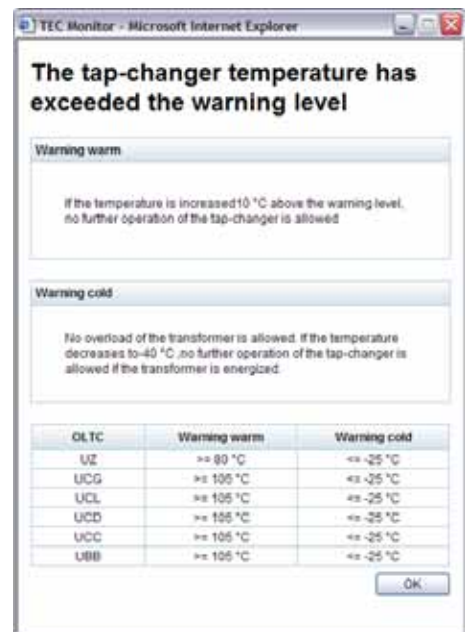 TEC Monitor - Microsoft Internet Explorer
The tap-changer temperature has
exceeded the warning level
Warning warm
If the temperature is increased10 °C above the warning level,
no further operation of the tap-changer is allowed
Warning cold
No overload of the transformer is allowed. If the temperature
decreases to-40 °C ,no further operation of the tap-changer is
allowed if the transformer is energized.
OLTC Warning warm Warning cold
UZ >= 80 °C <= -25 °C
UCG >= 105 °C <= -25 °C
UCL >= 105 °C <= -25 °C
UCD >= 105 °C <= -25 °C
UCC >= 105 °C <= -25 °C
UBB >= 105 °C <= -25 °C
OK